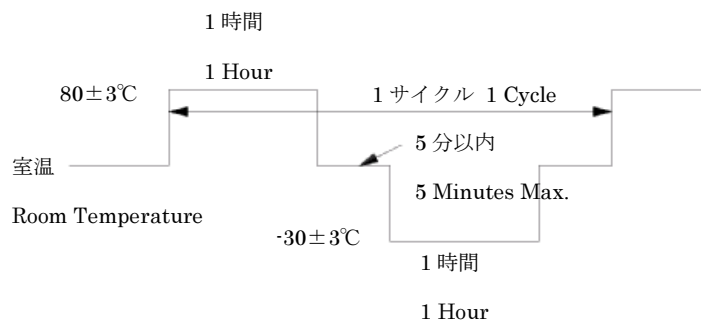 1 時間
1 Hour
80±3℃
1 サイクル 1 Cycle
5 分以内
室温
5 Minutes Max.
Room Temperature
-30±3℃
1 時間
1 Hour